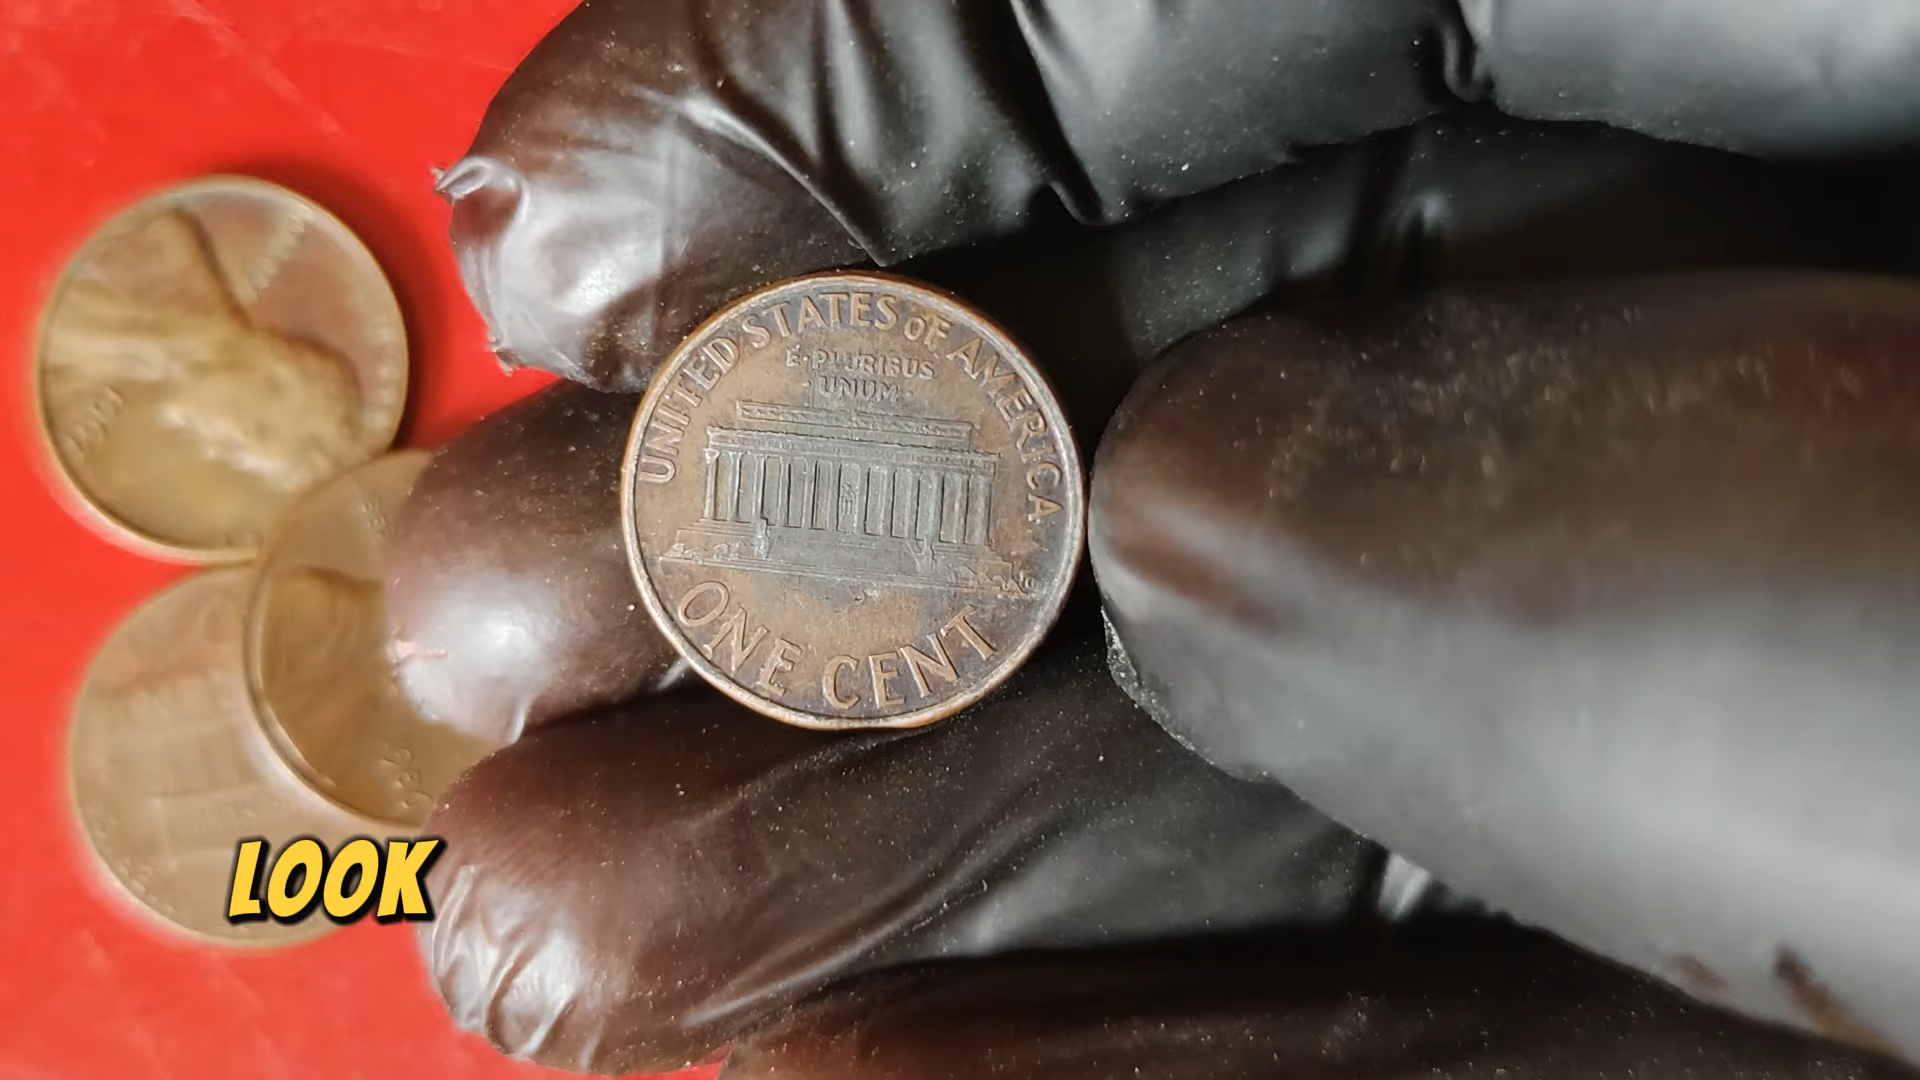 UNITED STATES OF AMERICA
E·PLURIBUS
·UNUM·
ONE CENT
LOOK